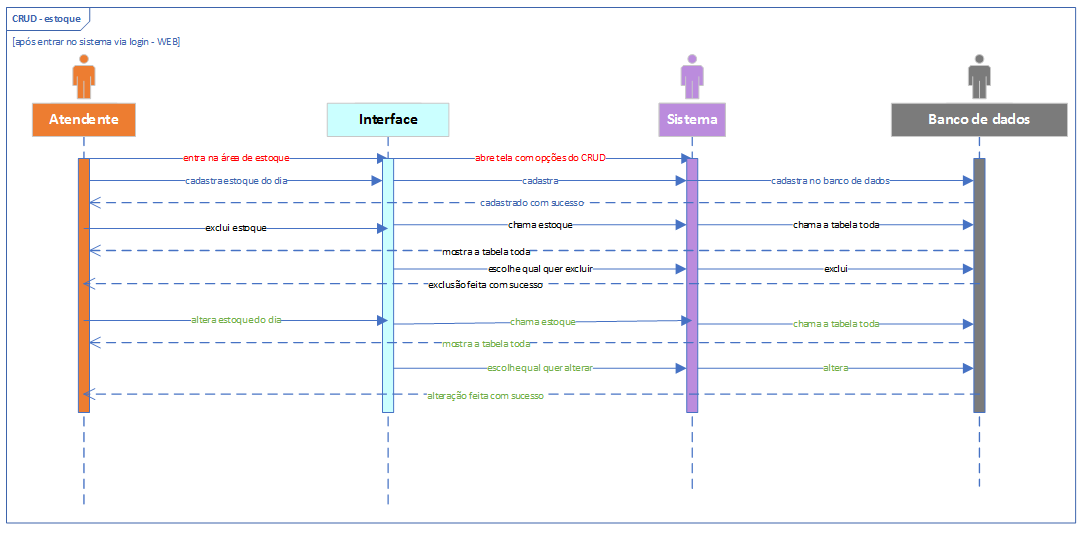 CRUD - estoque
[após entrar no sistema via login - WEB]
Atendente
Interface
Sistema
Banco de dados
entra na área de estoque
abre tela com opções do CRUD
cadastra estoque do dia
cadastra
cadastra no banco de dados
cadastrado com sucesso
exclui estoque
chama estoque
chama a tabela toda
mostra a tabela toda
escolhe qual quer excluir
exclui
exclusão feita com sucesso
altera estoque do dia
chama estoque
chama a tabela toda
mostra a tabela toda
escolhe qual quer alterar
altera
alteração feita com sucesso